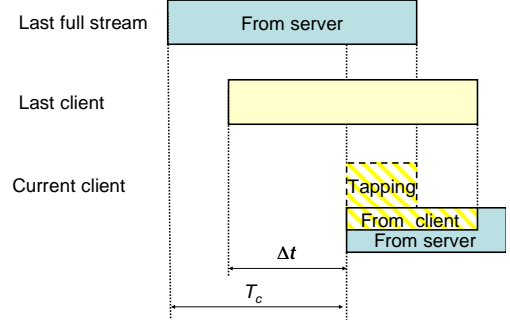 Last full stream
From server
Last client
Current client
Tapping
From client
From server
Δt
Tc